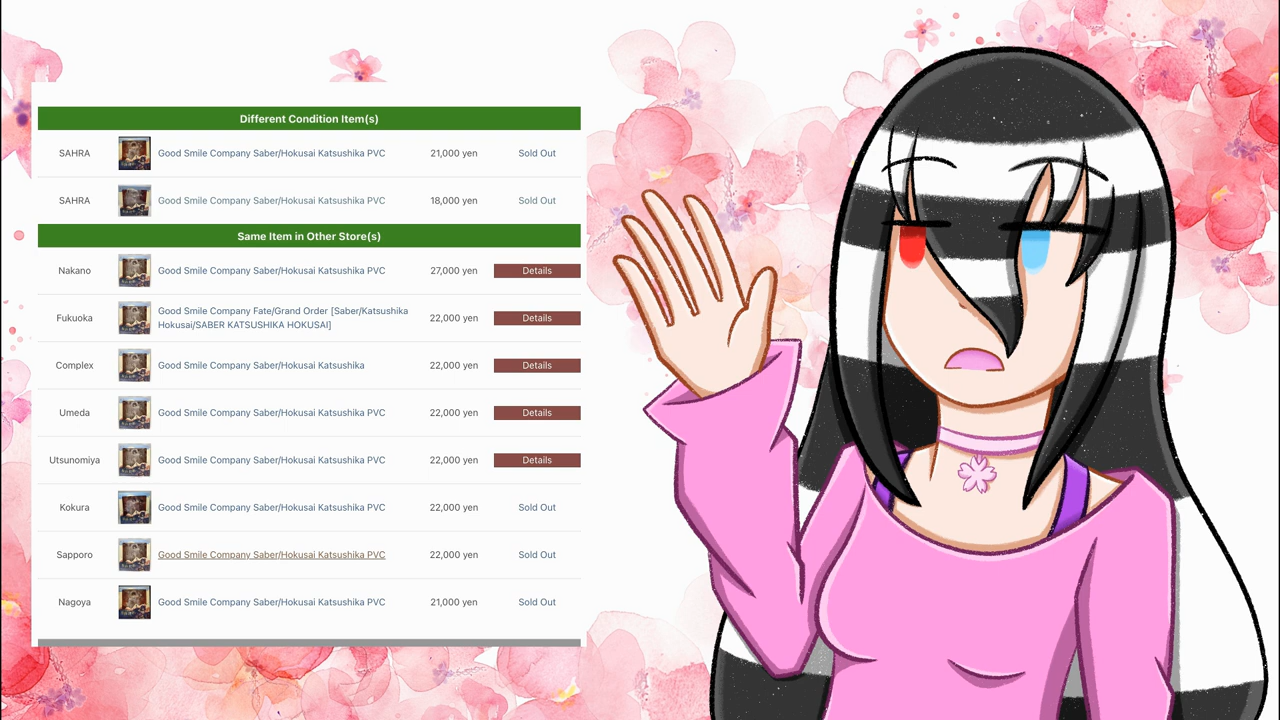 Different Condition Item(s)
SAHRA Good Smile Company Saber/Hokusai Katsushika PVC 21,000 yen Sold Out
SAHRA Good Smile Company Saber/Hokusai Katsushika PVC 18,000 yen Sold Out
Same Item in Other Store(s)
Nakano Good Smile Company Saber/Hokusai Katsushika PVC 27,000 yen Details
Fukuoka Good Smile Company Fate/Grand Order [Saber/Katsushika
Hokusai/SABER KATSUSHIKA HOKUSAI] 22,000 yen Details
Complex Good Smile Company Saber/Hokusai Katsushika 22,000 yen Details
Umeda Good Smile Company Saber/Hokusai Katsushika PVC 22,000 yen Details
Utsunomiya Good Smile Company Saber/Hokusai Katsushika PVC 22,000 yen Details
Kokura Good Smile Company Saber/Hokusai Katsushika PVC 22,000 yen Sold Out
Sapporo Good Smile Company Saber/Hokusai Katsushika PVC 22,000 yen Sold Out
Nagoya Good Smile Company Saber/Hokusai Katsushika PVC 21,000 yen Sold Out